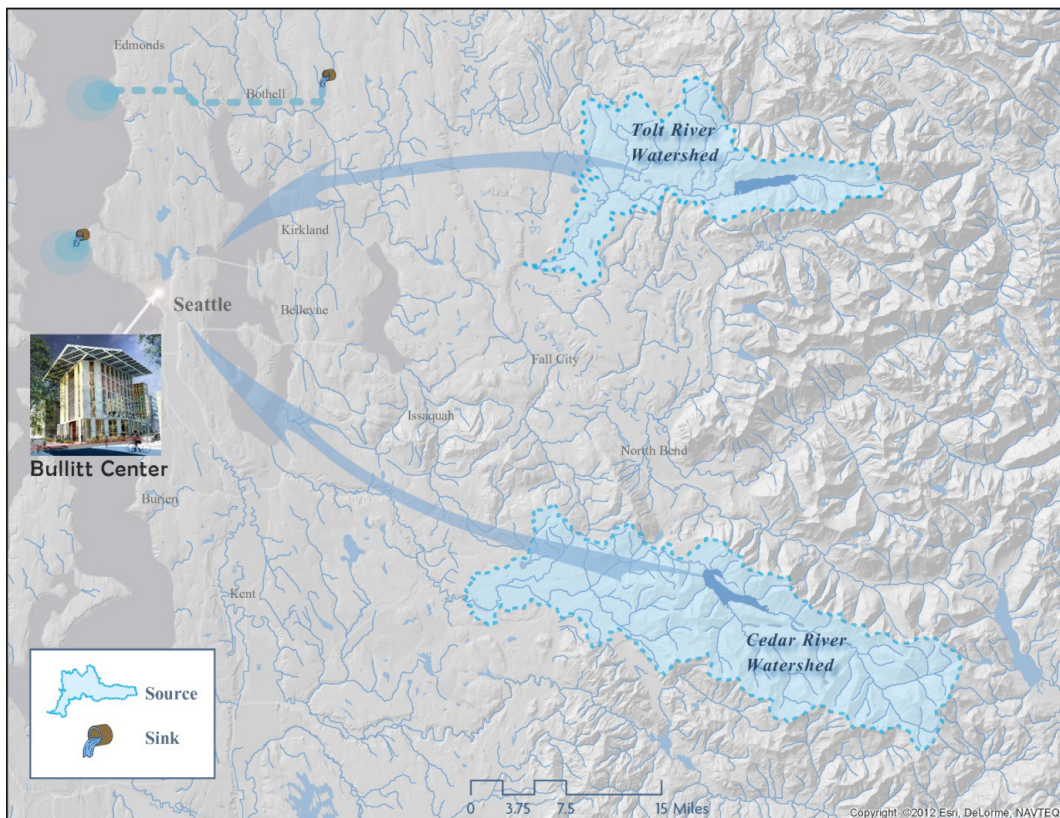 Edmonds
Bothell
Tolt River
Watershed
Kirkland
Seattle
Bellevue
Fall City
Issaquah
North Bend
Bullitt Center
Burien
Kent
Cedar River
Watershed
Source
Sink
0 3.75 7.5 15 Miles
Copyright ©2012 Esri, DeLorme, NAVTEQ